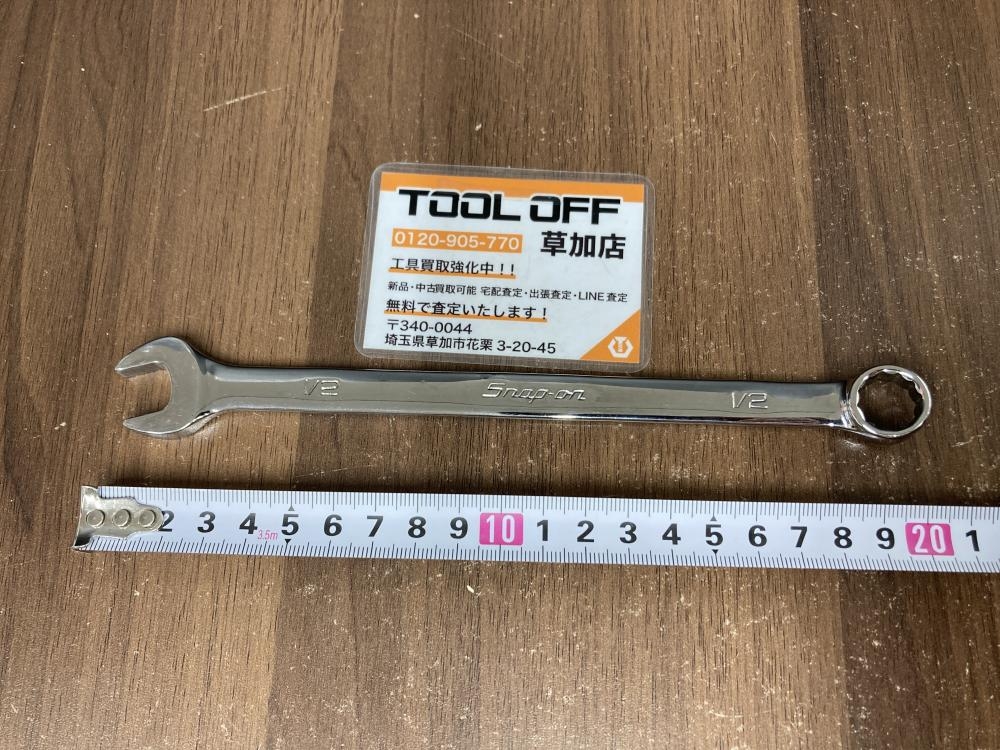 TOOL OFF
0120-905-770 草加店
工具買取強化中！！
新品・中古買取可能 宅配査定・出張査定・LINE査定
無料で査定いたします！
〒340-0044
埼玉県草加市花栗 3-20-45
1/2 Snap-on 1/2
2 3 4 5 6 7 8 9 10 1 2 3 4 5 6 7 8 9 20 1
3.5m